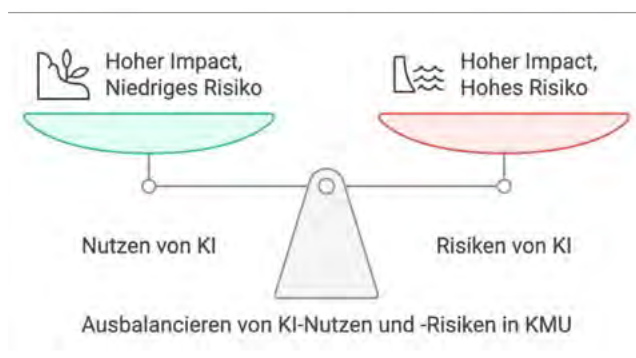 Hoher Impact,
Niedriges Risiko
Hoher Impact,
Hohes Risiko
Nutzen von KI
Risiken von KI
Ausbalancieren von KI-Nutzen und -Risiken in KMU